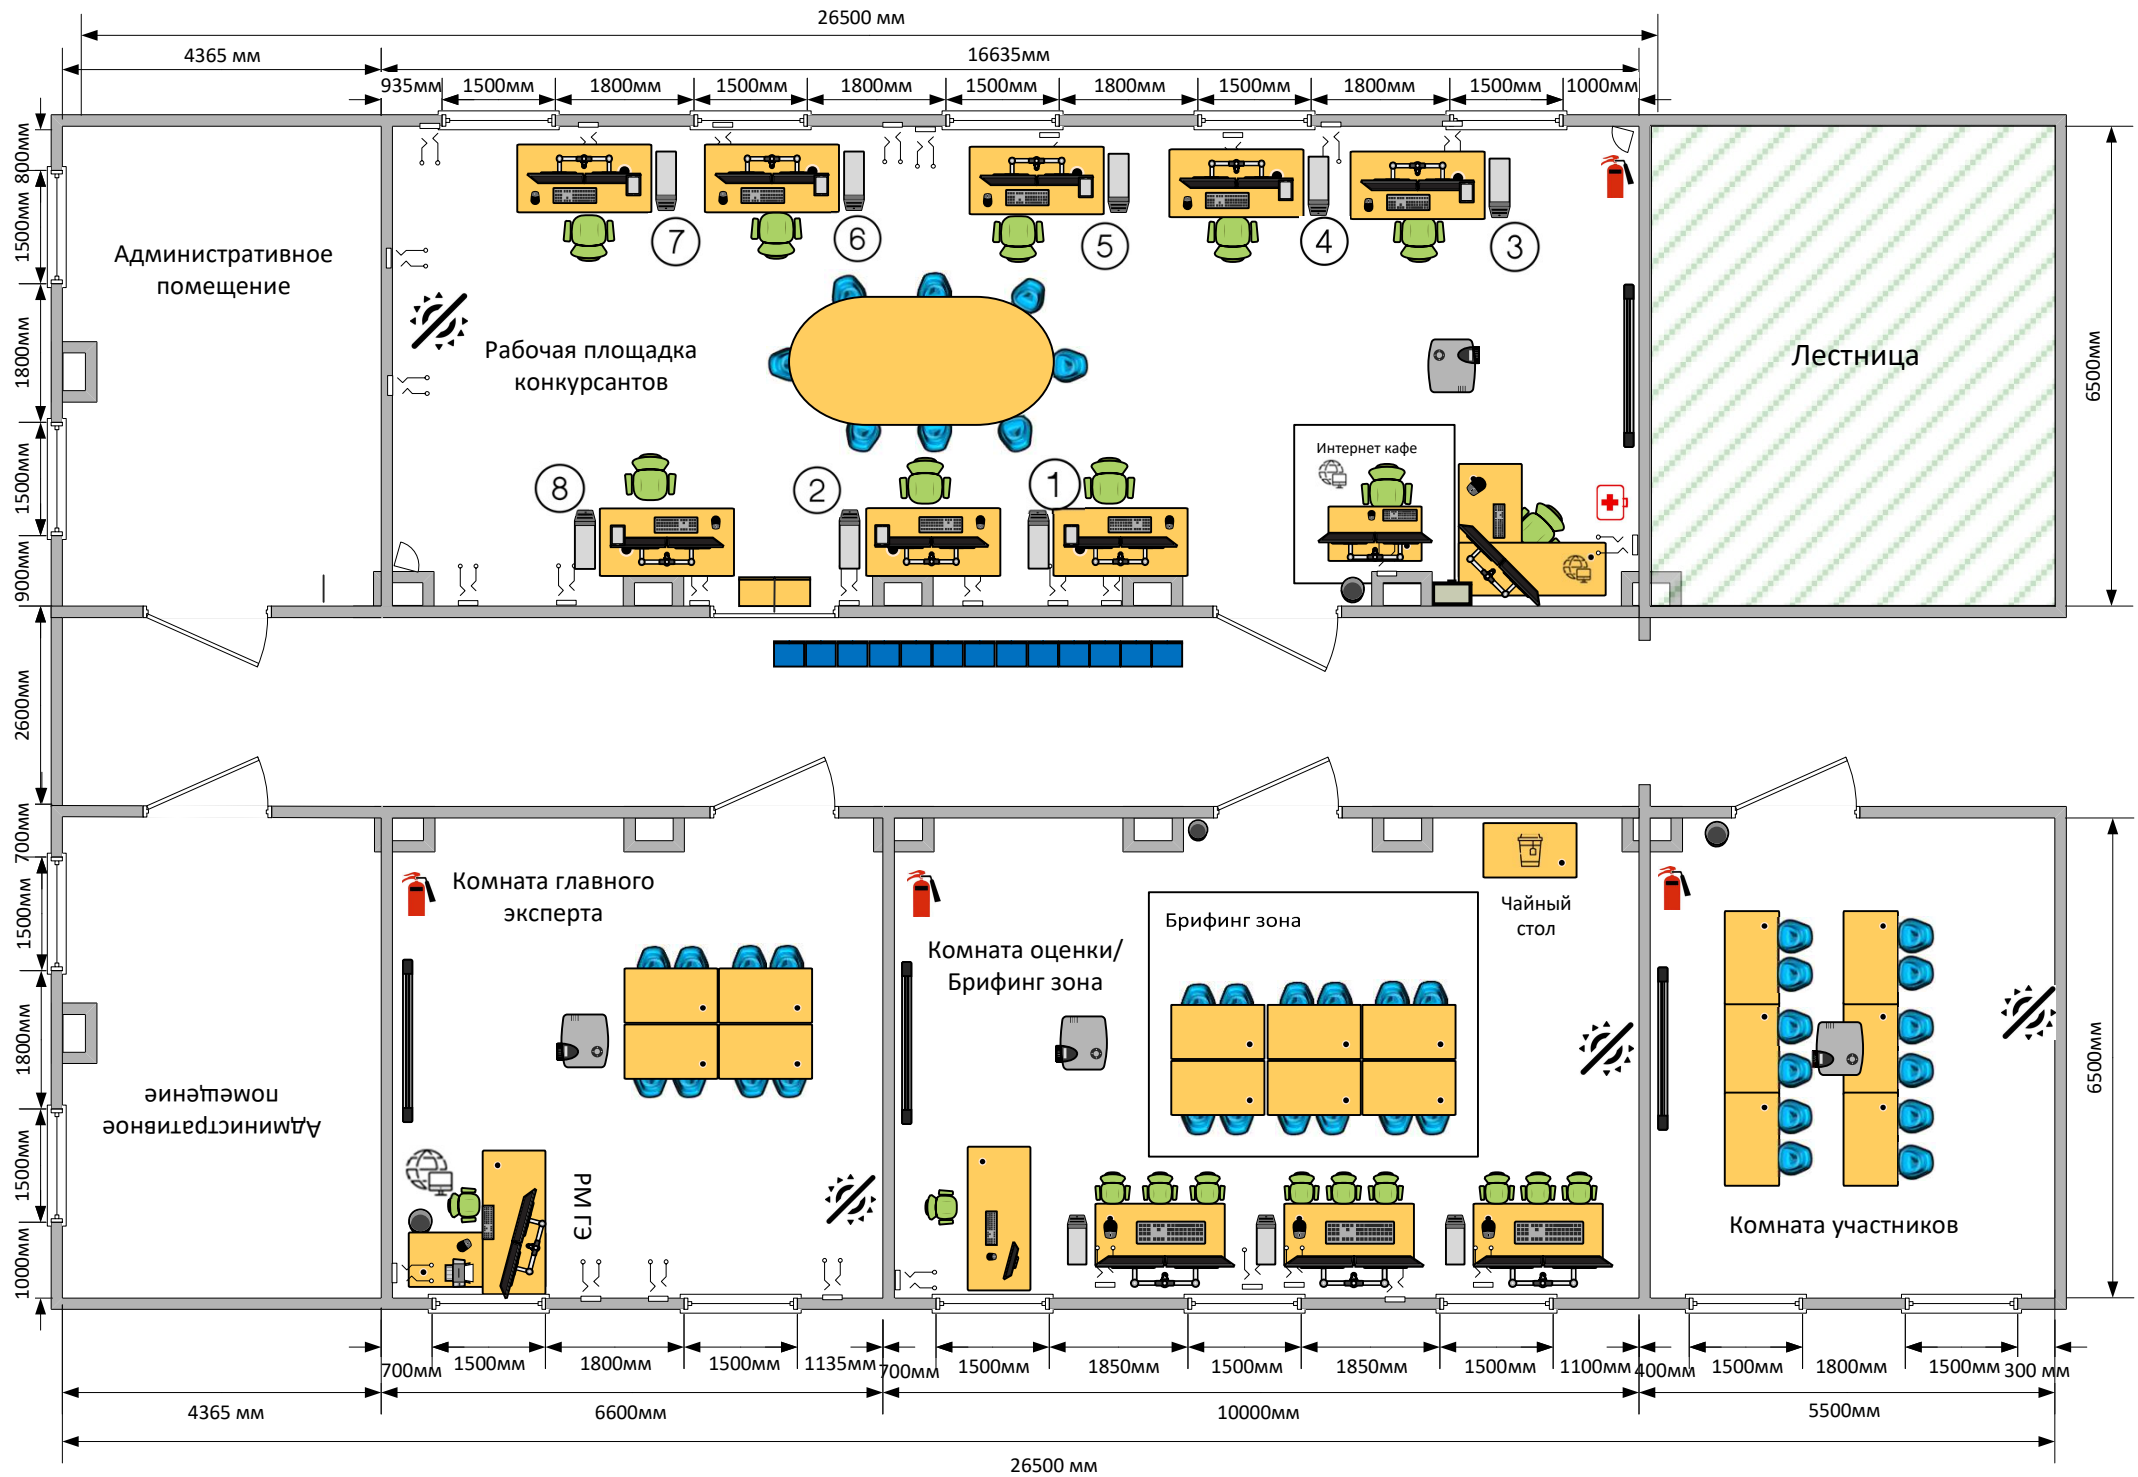 26500 мм
4365 мм
16635мм
935мм
1500мм
1800мм
1500мм
1800мм
1500мм
1800мм
1500мм
1800мм
1500мм
1000мм
800мм
1500мм
1800мм
1500мм
900мм
2600мм
700мм
1500мм
1800мм
1500мм
1000мм
Административное
помещение
7
6
5
4
3
Рабочая площадка
конкурсантов
Лестница
6500мм
Интернет кафе
8
2
1
Комната главного
эксперта
Чайный
стол
Брифинг зона
Комната оценки/
Брифинг зона
6500мм
Административное
помещение
РМ ГЭ
Комната участников
700мм
1500мм
1800мм
1500мм
1135мм
700мм
1500мм
1850мм
1500мм
1850мм
1500мм
1100мм
400мм
1500мм
1800мм
1500мм
300 мм
4365 мм
6600мм
10000мм
5500мм
26500 мм